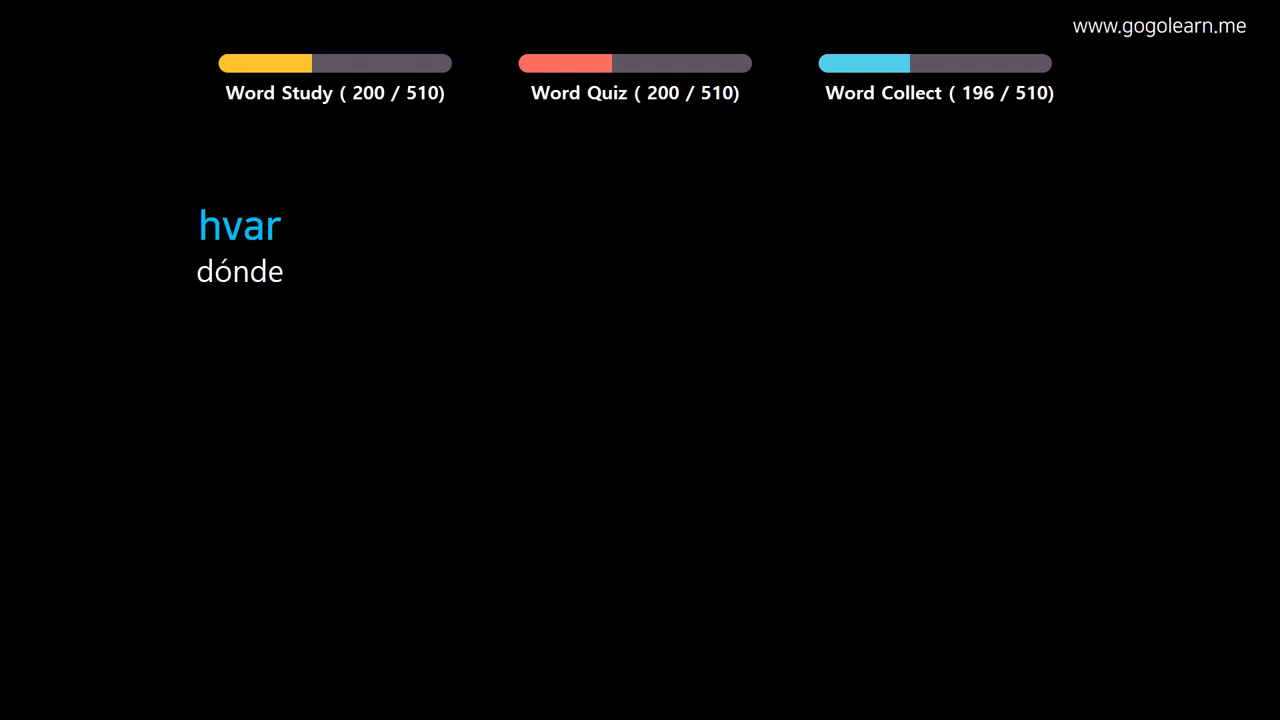 www.gogolearn.me
Word Study ( 200 / 510)
Word Quiz ( 200 / 510)
Word Collect ( 196 / 510)
hvar
dónde